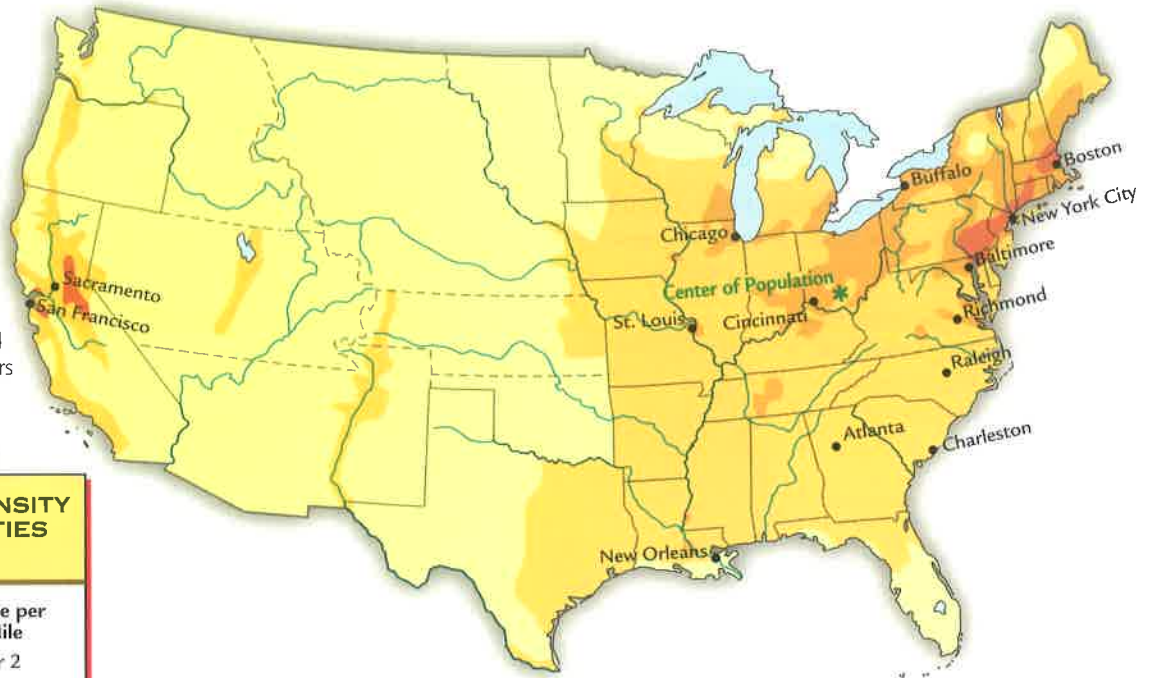 Boston
Buffalo
New York City
Chicago
Baltimore
Center of Population
Sacramento
San Francisco
St. Louis
Cincinnati
Richmond
Raleigh
Atlanta
Charleston
New Orleans
rs
NSITY
TIES
e per
ile
r 2